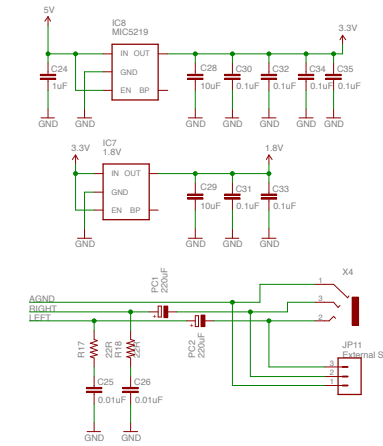 5V
3.3V
IC8
MIC5219
IN OUT
GND
EN BP
C24
1uF
C28
10uF
C30
0.1uF
C32
0.1uF
C34
0.1uF
C35
0.1uF
GND
GND
GND
GND
GND
GND
GND
3.3V
IC7
1.8V
1.8V
IN OUT
GND
EN BP
C29
10uF
C31
0.1uF
C33
0.1uF
GND
GND
GND
GND
X4
PC1
220uF
1
3
2
AGND
RIGHT
LEFT
+
+
PC2
220uF
R17
22R
R18
22R
JP11
External S
3
2
1
C25
0.01uF
C26
0.01uF
GND
GND